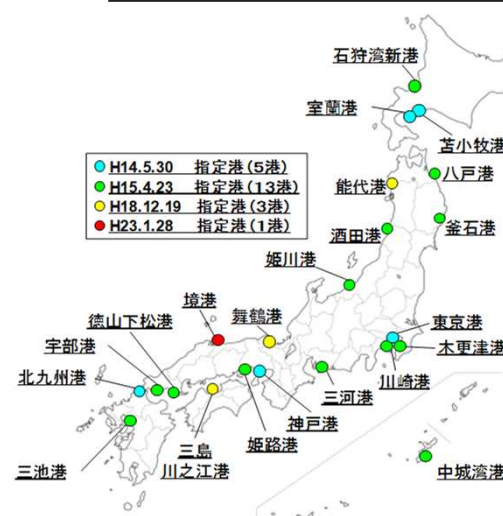 石狩湾新港
室蘭港
苫小牧港
H14.5.30 指定港(5港)
H15.4.23 指定港(13港)
H18.12.19 指定港(3港)
H23.1.28 指定港(1港)
能代港
八戸港
酒田港
釜石港
姫川港
境港
舞鶴港
徳山下松港
宇部港
北九州港
東京港
木更津港
川崎港
三河港
神戸港
姫路港
三島
川之江港
三池港
中城湾港